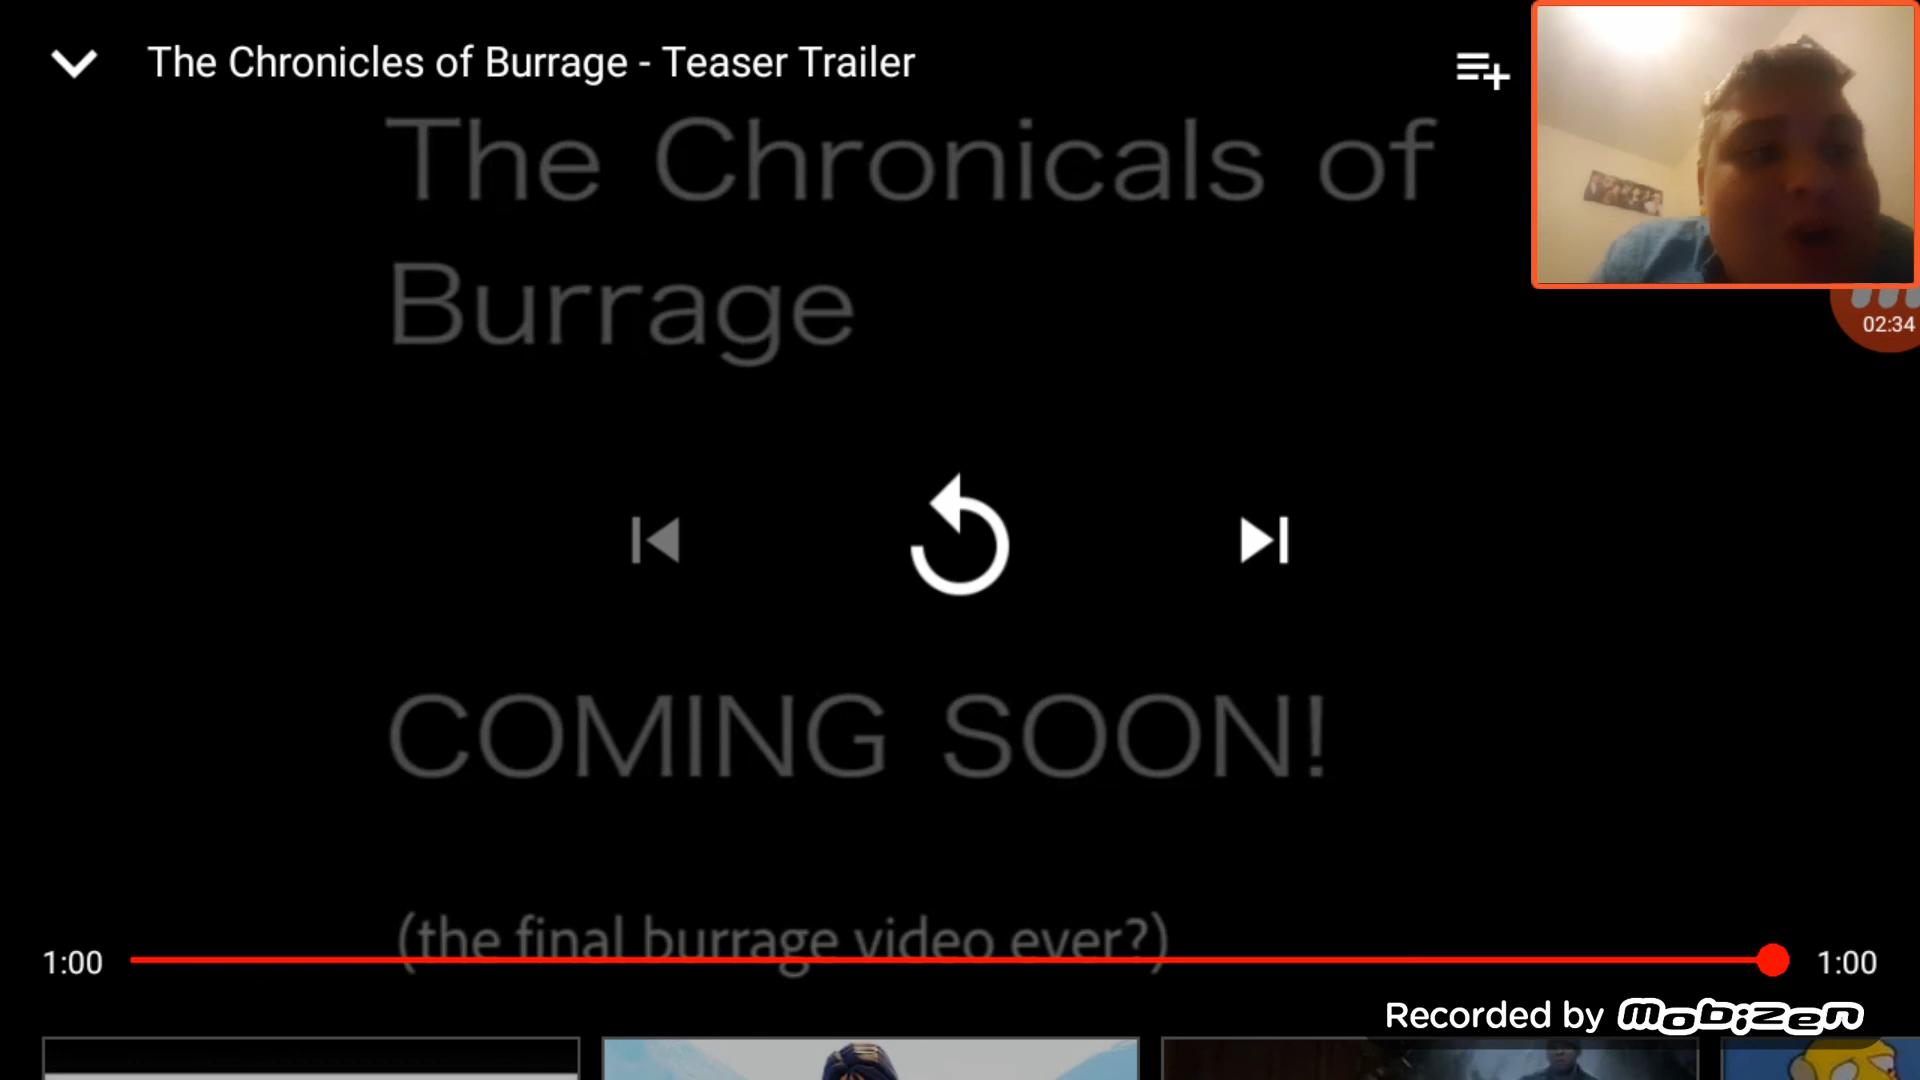 The Chronicles of Burrage - Teaser Trailer
The Chronicals of
Burrage
02:34
COMING SOON!
(the final burrage video ever?)
1:00
1:00
Recorded by mobizen